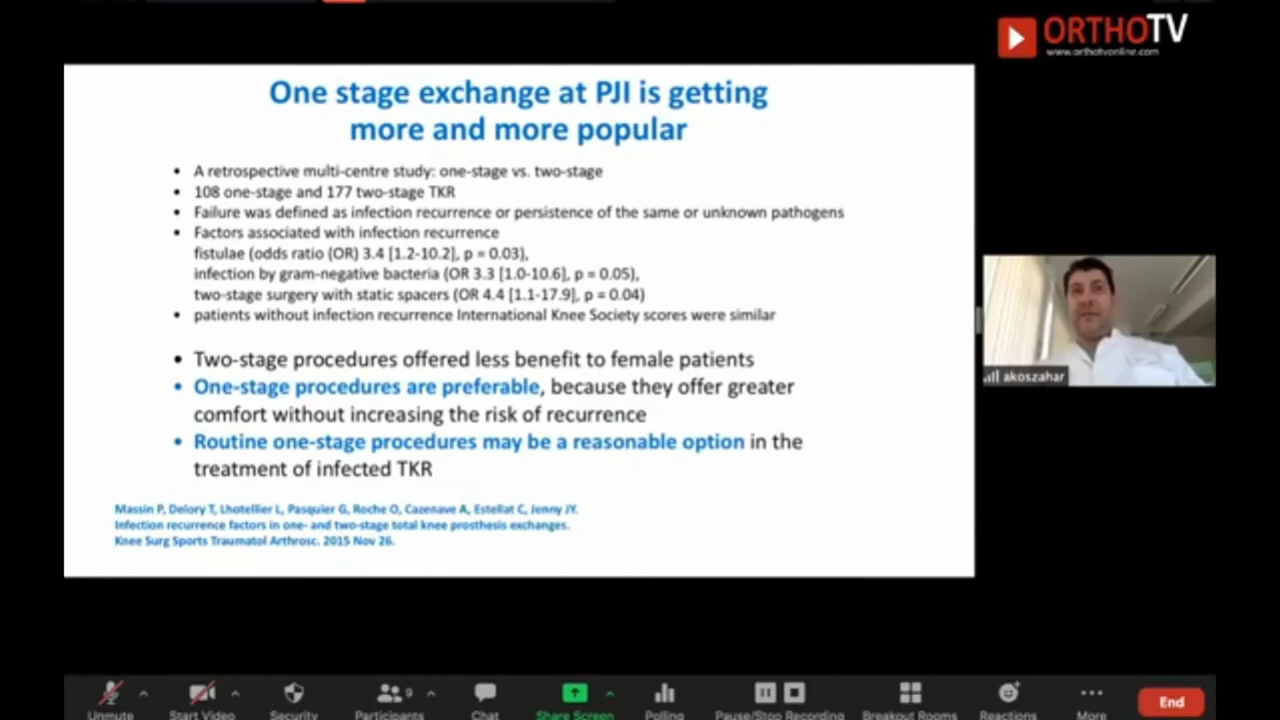 ORTHOTV
www.orthotvonline.com
One stage exchange at PJI is getting
more and more popular
• A retrospective multi-centre study: one-stage vs. two-stage
• 108 one-stage and 177 two-stage TKR
• Failure was defined as infection recurrence or persistence of the same or unknown pathogens
• Factors associated with infection recurrence
fistulae (odds ratio (OR) 3.4 [1.2-10.2], p = 0.03),
infection by gram-negative bacteria (OR 3.3 [1.0-10.6], p = 0.05),
two-stage surgery with static spacers (OR 4.4 [1.1-17.9], p = 0.04)
• patients without infection recurrence International Knee Society scores were similar
• Two-stage procedures offered less benefit to female patients
• One-stage procedures are preferable, because they offer greater
comfort without increasing the risk of recurrence
• Routine one-stage procedures may be a reasonable option in the
treatment of infected TKR
Massin P, Delory T, Lhotellier L, Pasquier G, Roche O, Cazenave A, Estellat C, Jenny JY.
Infection recurrence factors in one- and two-stage total knee prosthesis exchanges.
Knee Surg Sports Traumatol Arthrosc. 2015 Nov 26.
akoszahar
9
Unmute
Start Video
Security
Participants
Chat
Share Screen
Polling
Pause/Stop Recording
Breakout Rooms
Reactions
More
End